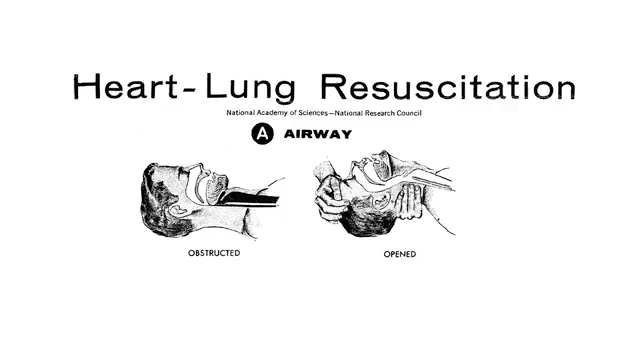 Heart-Lung Resuscitation
National Academy of Sciences—National Research Council
A AIRWAY
OBSTRUCTED
OPENED